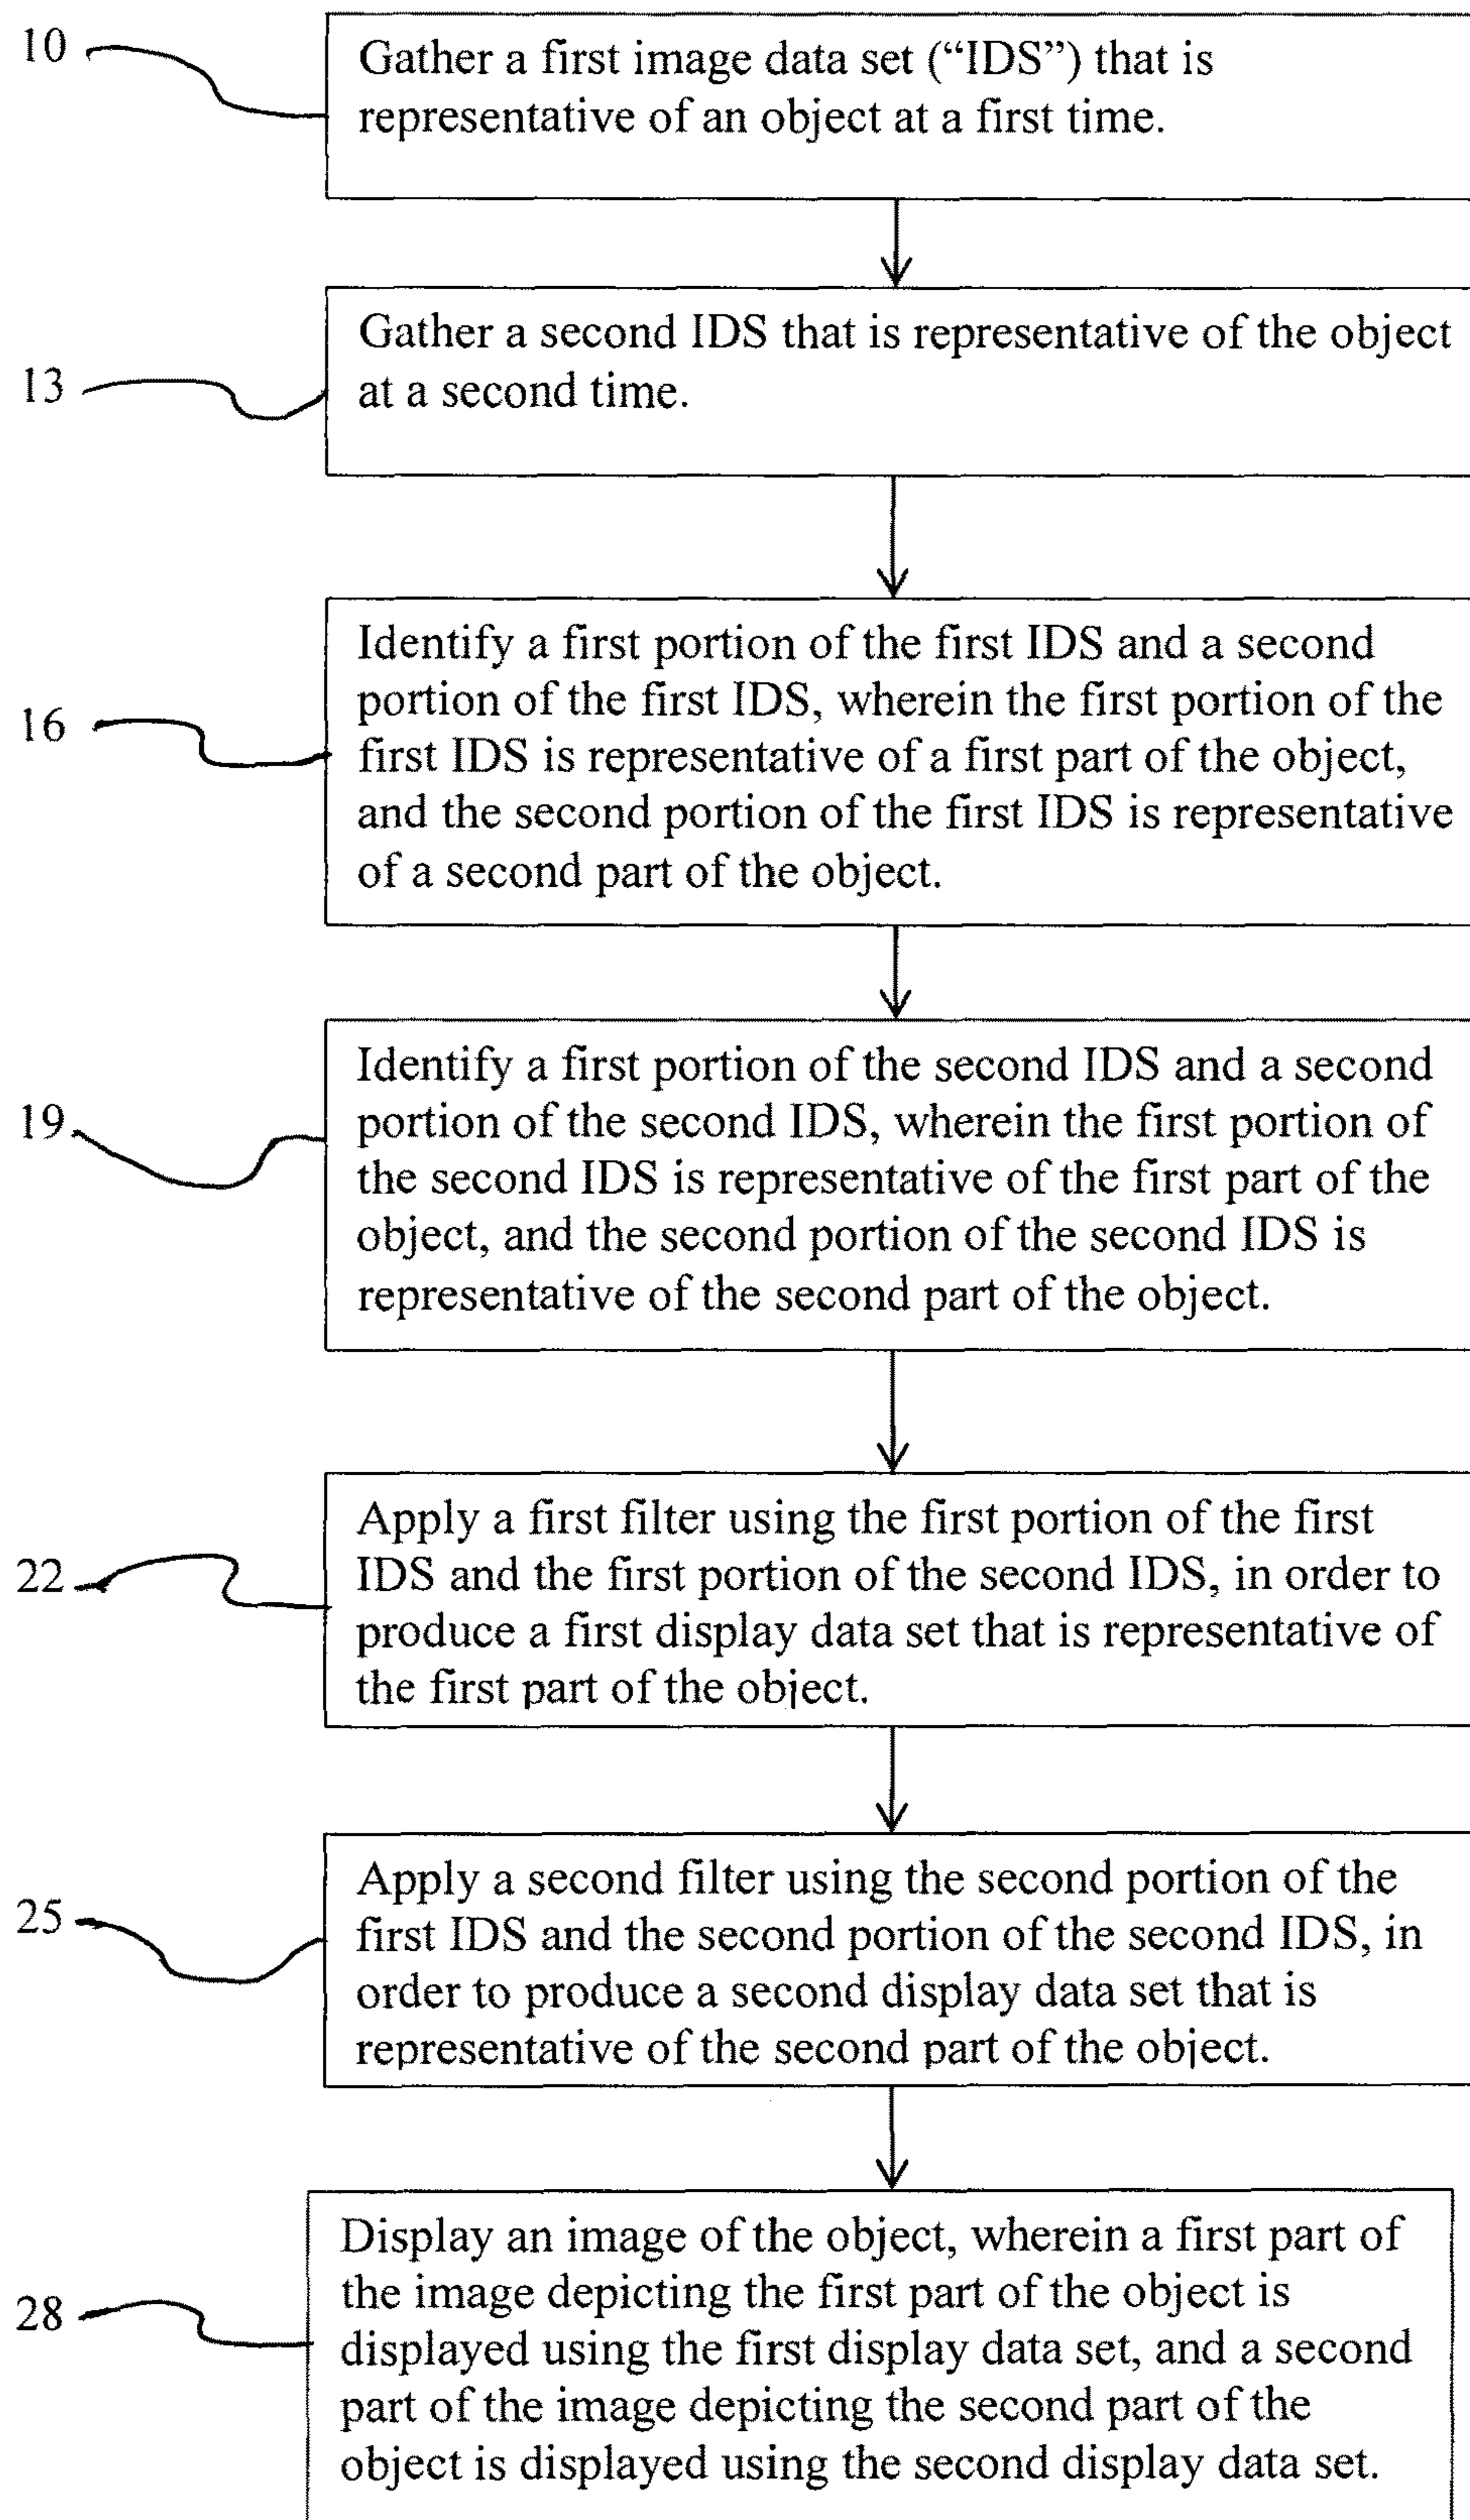 10
Gather a first image data set (“IDS”) that is
representative of an object at a first time.
13
Gather a second IDS that is representative of the object
at a second time.
16
Identify a first portion of the first IDS and a second
portion of the first IDS, wherein the first portion of the
first IDS is representative of a first part of the object,
and the second portion of the first IDS is representative
of a second part of the object.
19
Identify a first portion of the second IDS and a second
portion of the second IDS, wherein the first portion of
the second IDS is representative of the first part of the
object, and the second portion of the second IDS is
representative of the second part of the object.
22
Apply a first filter using the first portion of the first
IDS and the first portion of the second IDS, in order to
produce a first display data set that is representative of
the first part of the object.
25
Apply a second filter using the second portion of the
first IDS and the second portion of the second IDS, in
order to produce a second display data set that is
representative of the second part of the object.
28
Display an image of the object, wherein a first part of
the image depicting the first part of the object is
displayed using the first display data set, and a second
part of the image depicting the second part of the
object is displayed using the second display data set.